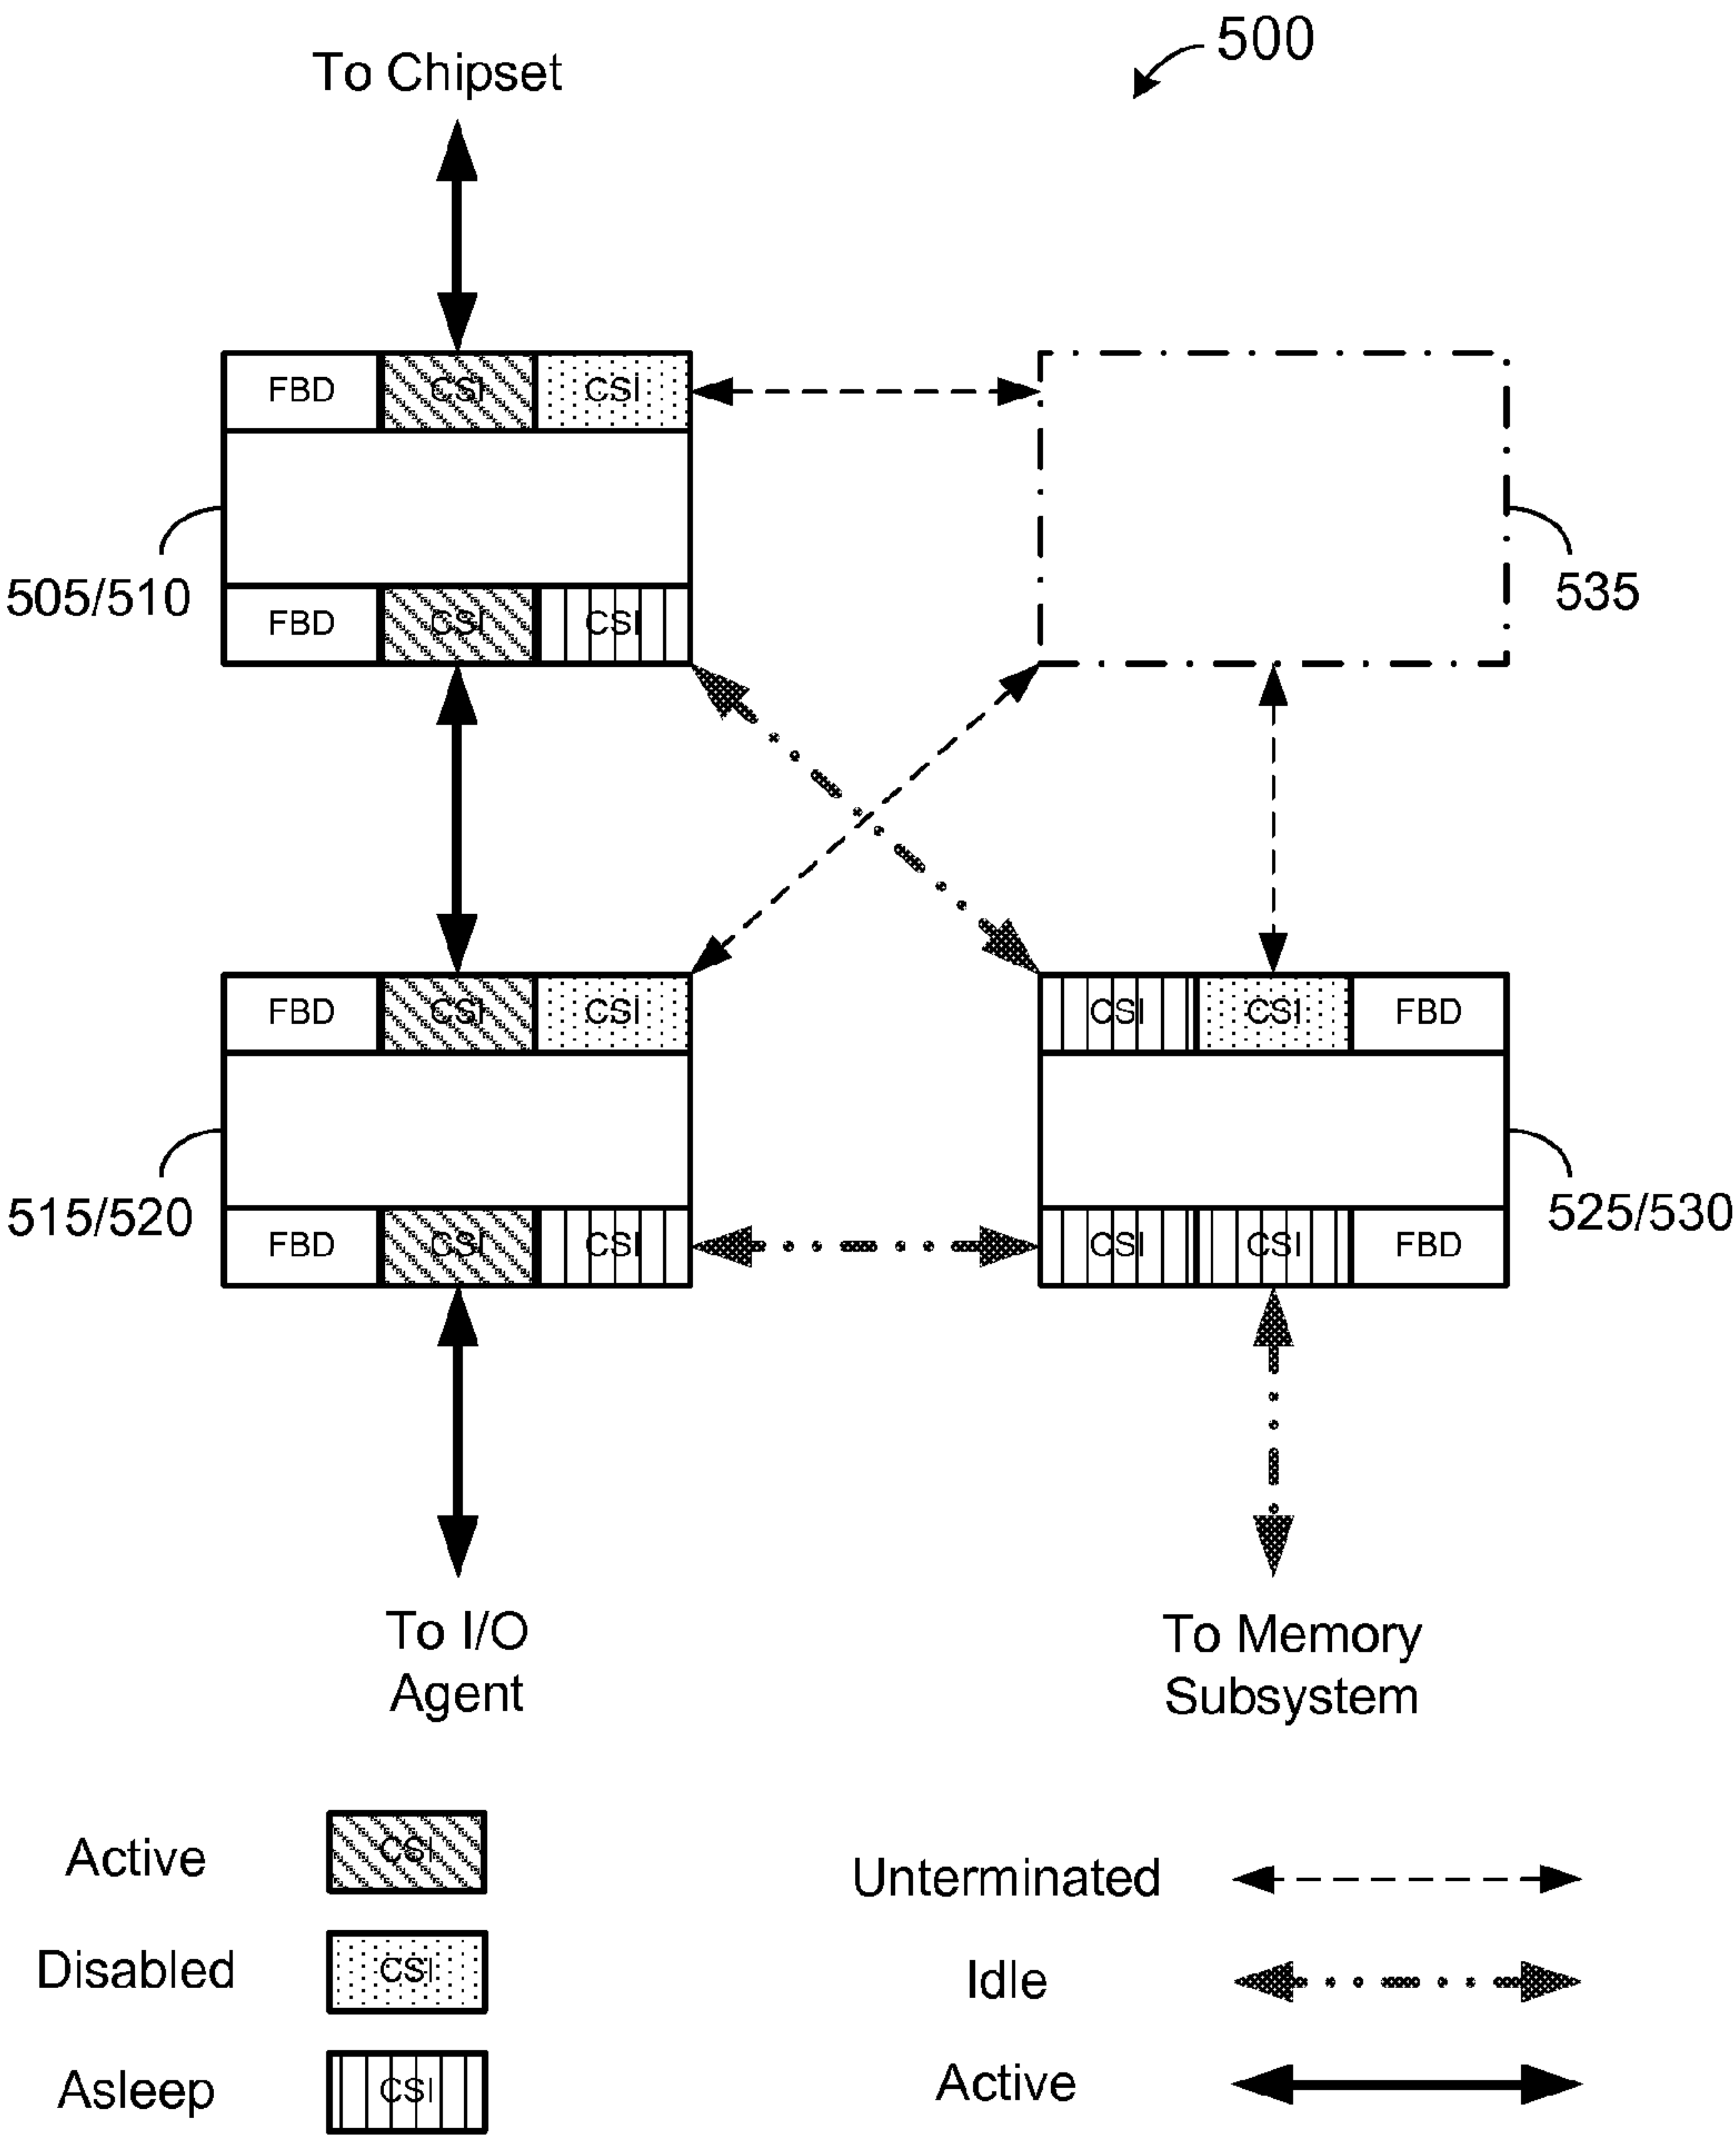 500
To Chipset
FBD CSI CSI
505/510
535
FBD CSI CSI
FBD CSI CSI
CSI CSI FBD
515/520
525/530
FBD CSI CSI
CSI CSI FBD
To I/O
Agent
To Memory
Subsystem
Active CSI
Disabled CSI
Asleep CSI
Unterminated
Idle
Active